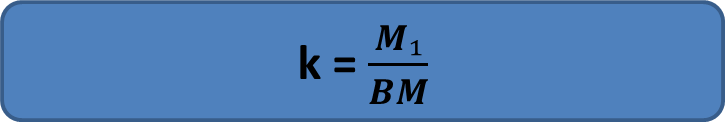 k = M₁/BM